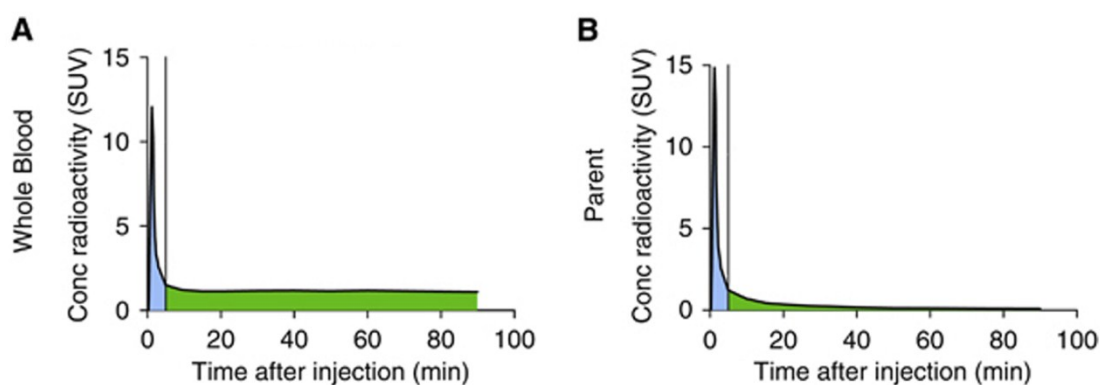 A
Whole Blood
Conc radioactivity (SUV)
15
10
5
0
0 20 40 60 80 100
Time after injection (min)
B
Parent
Conc radioactivity (SUV)
15
10
5
0
0 20 40 60 80 100
Time after injection (min)